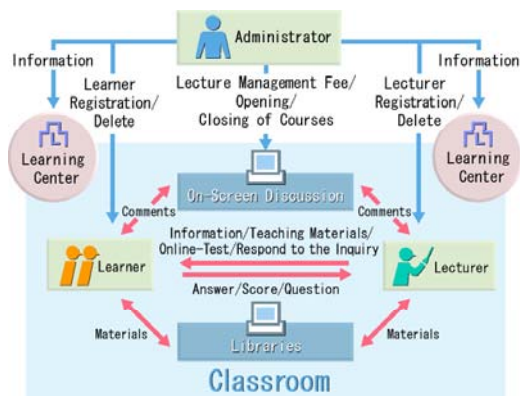 Administrator
Information
Information
Learner
Registration/
Delete
Lecture Management Fee/
Opening/
Closing of Courses
Lecturer
Registration/
Delete
Learning
Center
Learning
Center
On-Screen Discussion
Comments
Comments
Information/Teaching Materials/
Online-Test/Respond to the Inquiry
Learner
Lecturer
Answer/Score/Question
Materials
Materials
Libraries
Classroom